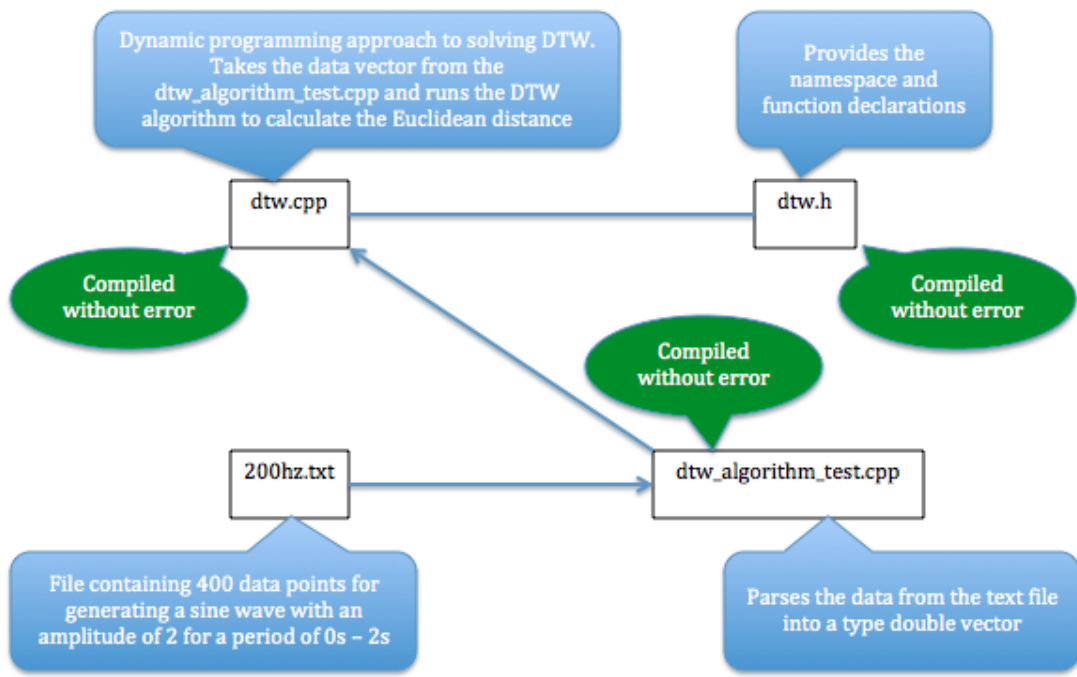 Dynamic programming approach to solving DTW.
Takes the data vector from the
dtw_algorithm_test.cpp and runs the DTW
algorithm to calculate the Euclidean distance
Provides the
namespace and
function declarations
dtw.cpp
dtw.h
Compiled
without error
Compiled
without error
Compiled
without error
200hz.txt
dtw_algorithm_test.cpp
File containing 400 data points for
generating a sine wave with an
amplitude of 2 for a period of 0s – 2s
Parses the data from the text file
into a type double vector